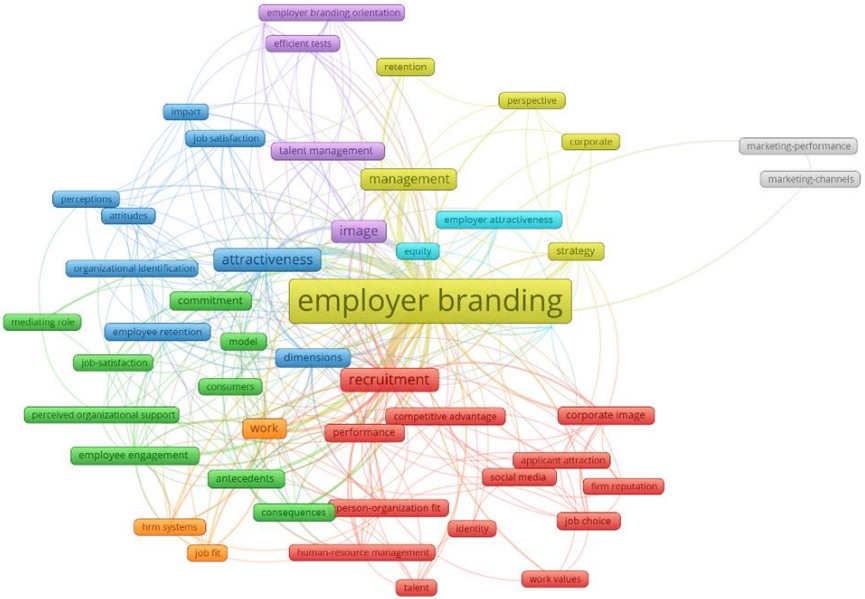 employer branding orientation
efficient tests
retention
perspective
impact
job satisfaction
corporate
marketing-performance
talent management
management
marketing-channels
perceptions
attitudes
employer attractiveness
image
equity
strategy
attractiveness
organizational identification
commitment
employer branding
mediating role
employee retention
model
dimensions
job-satisfaction
consumers
recruitment
perceived organizational support
competitive advantage
corporate image
work
performance
employee engagement
applicant attraction
antecedents
social media
firm reputation
consequences
person-organization fit
job choice
hrm systems
identity
job fit
human-resource management
talent
work values